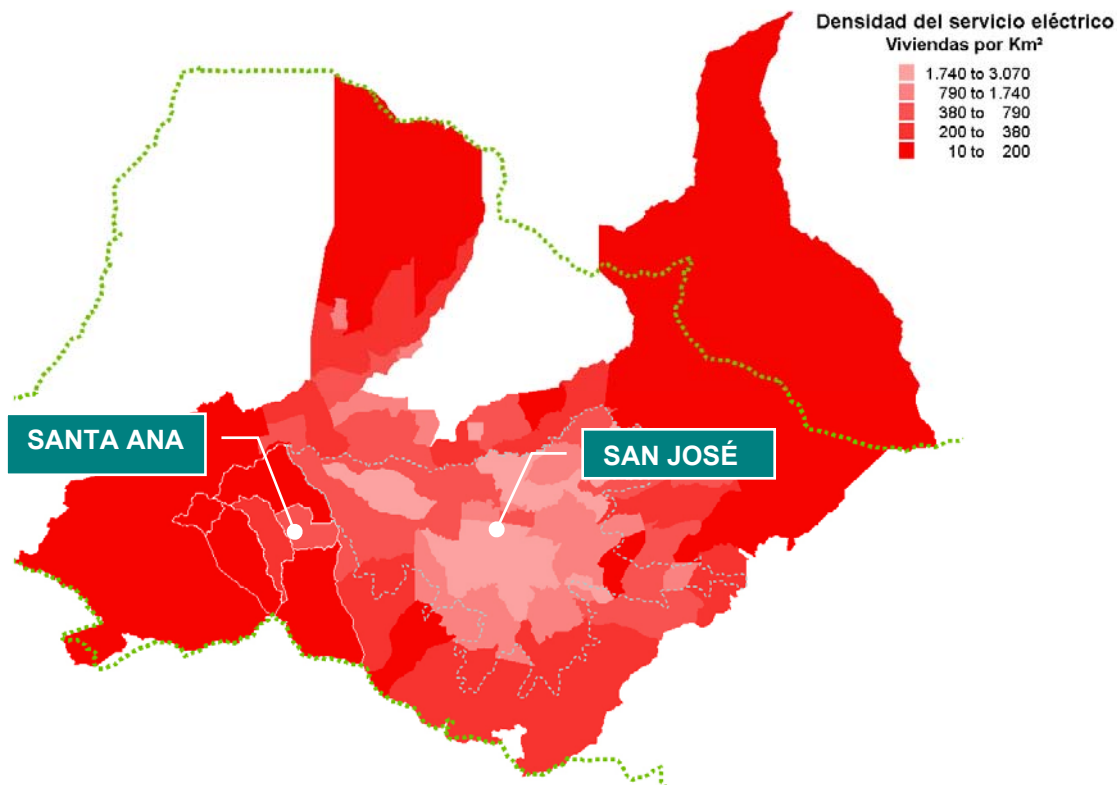 Densidad del servicio eléctrico
Viviendas por Km²
1.740 to 3.070
790 to 1.740
380 to 790
200 to 380
10 to 200
SANTA ANA
SAN JOSÉ